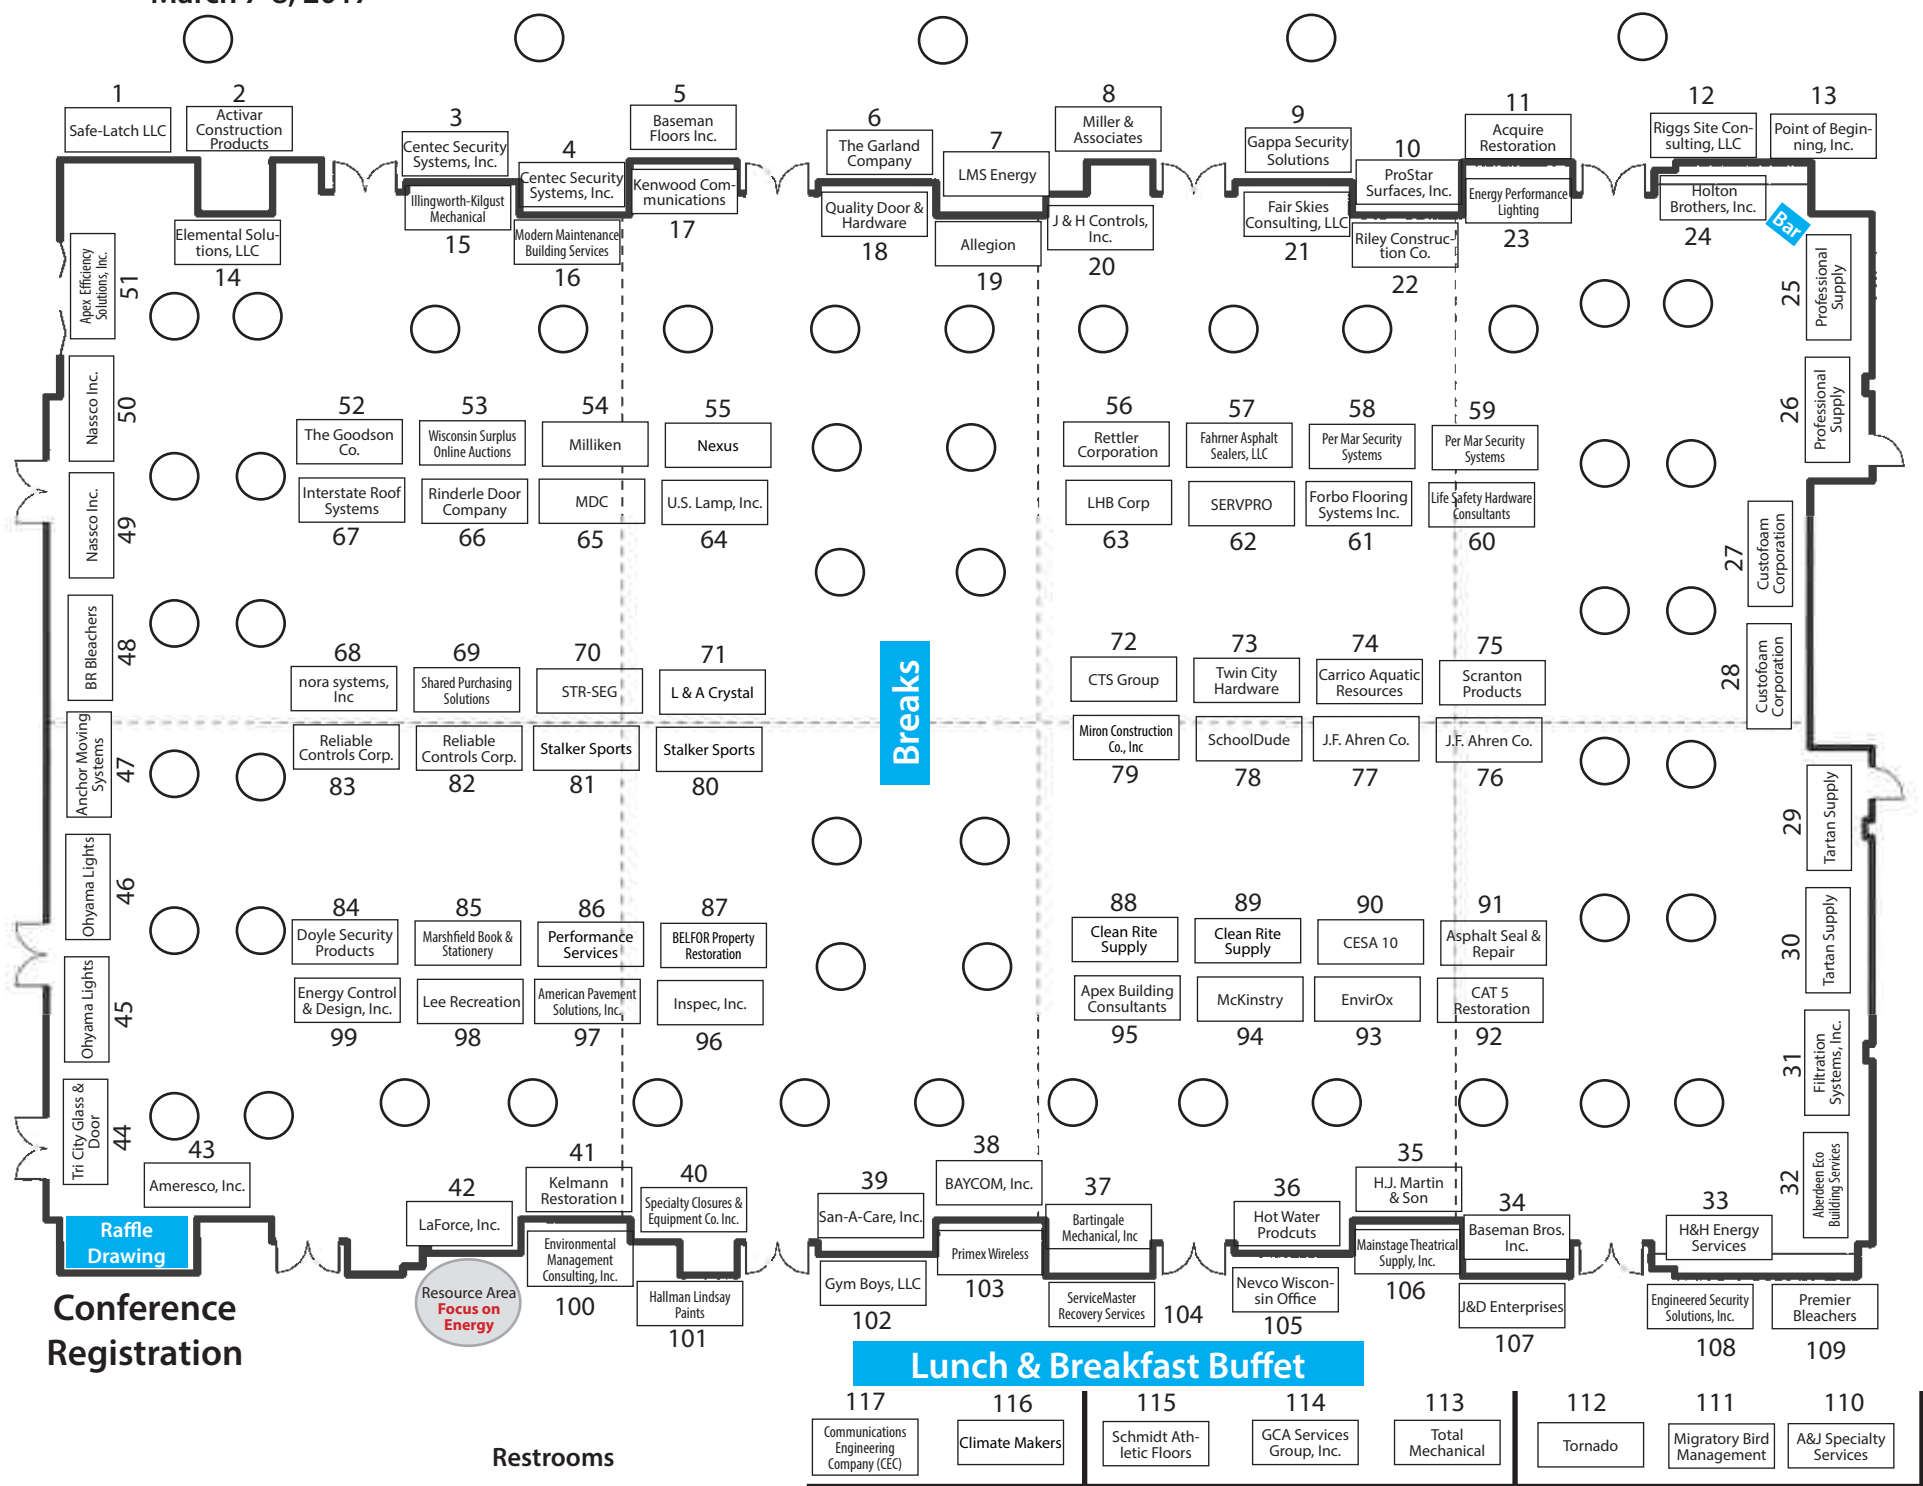 1
Safe-Latch LLC
2
Activar
Construction
Products
3
Centec Security
Systems, Inc.
4
Centec Security
Systems, Inc.
5
Baseman
Floors Inc.
6
The Garland
Company
7
LMS Energy
8
Miller &
Associates
9
Gappa Security
Solutions
10
ProStar
Surfaces, Inc.
11
Acquire
Restoration
12
Riggs Site Con-
sulting, LLC
13
Point of Begin-
ning, Inc.
Elemental Solu-
tions, LLC
14
Illingworth-Kilgust
Mechanical
15
Modern Maintenance
Building Services
16
Kenwood Com-
munications
17
Quality Door &
Hardware
18
Allegion
19
J & H Controls,
Inc.
20
Fair Skies
Consulting, LLC
21
Riley Construc-
tion Co.
22
Energy Performance
Lighting
23
Holton
Brothers, Inc.
24
Bar
25
Professional
Supply
26
Professional
Supply
27
Custofoam
Corporation
28
Custofoam
Corporation
29
Tartan Supply
30
Tartan Supply
31
Filtration
Systems, Inc.
32
Aberdeen Eco
Building Services
Apex Efficiency
Solutions, Inc.
51
Nassco Inc.
50
Nassco Inc.
49
BR Bleachers
48
Anchor Moving
Systems
47
Ohyama Lights
46
Ohyama Lights
45
Tri City Glass &
Door
44
52
The Goodson
Co.
53
Wisconsin Surplus
Online Auctions
54
Milliken
55
Nexus
56
Rettler
Corporation
57
Fahrner Asphalt
Sealers, LLC
58
Per Mar Security
Systems
59
Per Mar Security
Systems
Interstate Roof
Systems
67
Rinderle Door
Company
66
MDC
65
U.S. Lamp, Inc.
64
LHB Corp
63
SERVPRO
62
Forbo Flooring
Systems Inc.
61
Life Safety Hardware
Consultants
60
68
nora systems,
Inc
69
Shared Purchasing
Solutions
70
STR-SEG
71
L & A Crystal
Breaks
72
CTS Group
73
Twin City
Hardware
74
Carrico Aquatic
Resources
75
Scranton
Products
Reliable
Controls Corp.
83
Reliable
Controls Corp.
82
Stalker Sports
81
Stalker Sports
80
Miron Construction
Co., Inc
79
SchoolDude
78
J.F. Ahren Co.
77
J.F. Ahren Co.
76
84
Doyle Security
Products
85
Marshfield Book &
Stationery
86
Performance
Services
87
BELFOR Property
Restoration
88
Clean Rite
Supply
89
Clean Rite
Supply
90
CESA 10
91
Asphalt Seal &
Repair
Energy Control
& Design, Inc.
99
Lee Recreation
98
American Pavement
Solutions, Inc.
97
Inspec, Inc.
96
Apex Building
Consultants
95
McKinstry
94
EnvirOx
93
CAT 5
Restoration
92
43
Ameresco, Inc.
42
LaForce, Inc.
41
Kelmann
Restoration
40
Specialty Closures &
Equipment Co. Inc.
39
San-A-Care, Inc.
38
BAYCOM, Inc.
37
Bartingale
Mechanical, Inc
36
Hot Water
Prodcuts
35
H.J. Martin
& Son
34
Baseman Bros.
Inc.
33
H&H Energy
Services
Raffle
Drawing
Conference
Registration
Resource Area
Focus on
Energy
Environmental
Management
Consulting, Inc.
100
Hallman Lindsay
Paints
101
Gym Boys, LLC
102
Primex Wireless
103
ServiceMaster
Recovery Services
104
Nevco Wiscon-
sin Office
105
Mainstage Theatrical
Supply, Inc.
106
J&D Enterprises
107
Engineered Security
Solutions, Inc.
108
Premier
Bleachers
109
Lunch & Breakfast Buffet
117
Communications
Engineering
Company (CEC)
116
Climate Makers
115
Schmidt Ath-
letic Floors
114
GCA Services
Group, Inc.
113
Total
Mechanical
112
Tornado
111
Migratory Bird
Management
110
A&J Specialty
Services
Restrooms